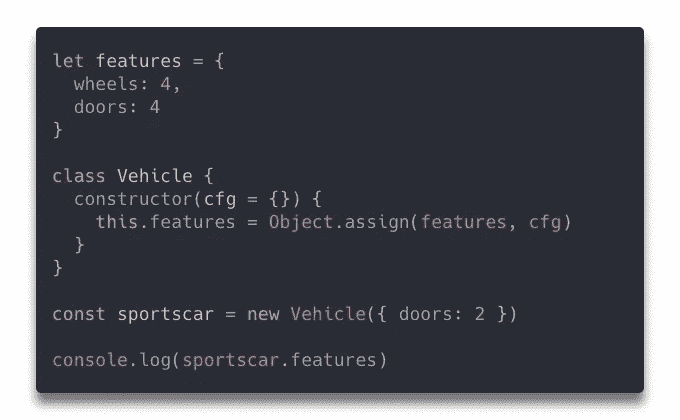 let features = {
  wheels: 4,
  doors: 4
}
class Vehicle {
  constructor(cfg = {}) {
    this.features = Object.assign(features, cfg)
  }
}
const sportscar = new Vehicle({ doors: 2 })
console.log(sportscar.features)